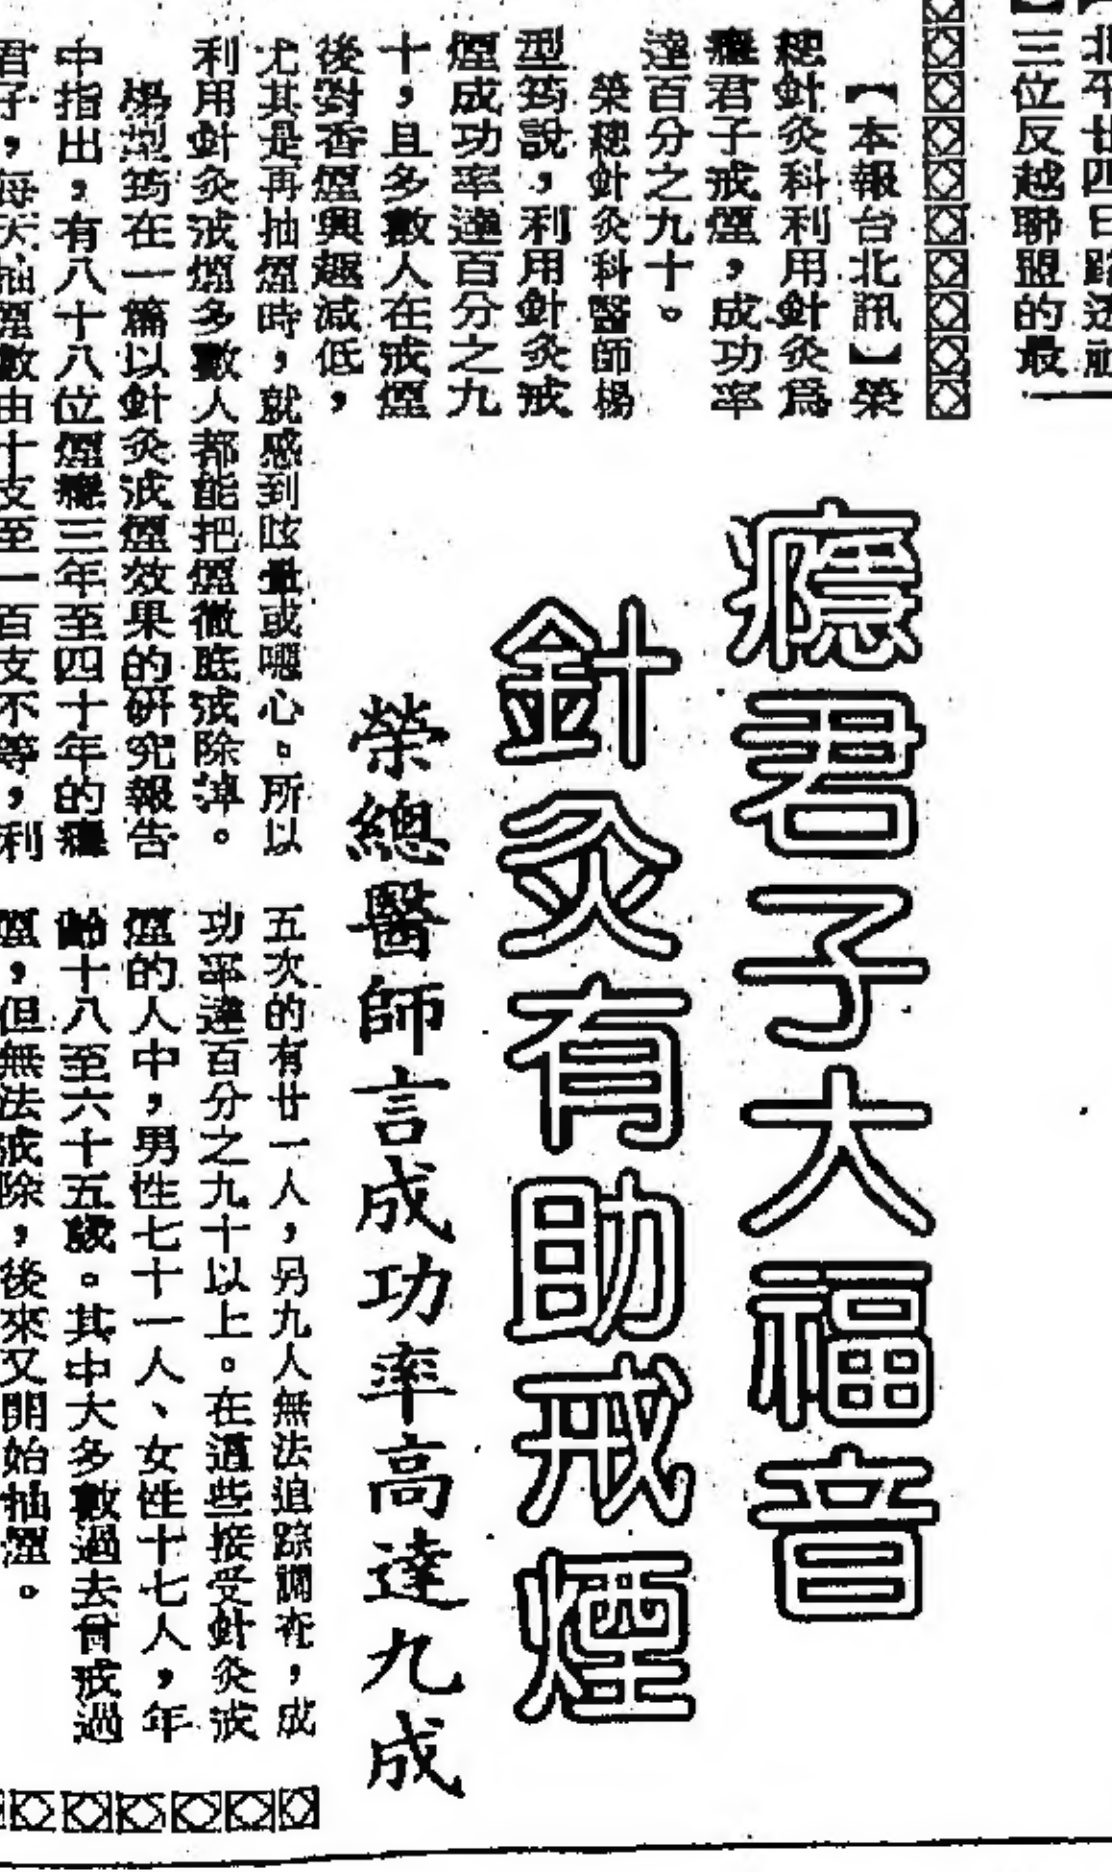 北平廿四日路透社
】三位反越聯盟的最
癮君子大福音
針灸有助戒煙
榮總醫師言成功率高達九成
【本報台北訊】榮
總針灸科利用針灸為
癮君子戒煙，成功率
達百分之九十。
榮總針灸科醫師楊
型筠說，利用針灸戒
煙成功率達百分之九
十，且多數人在戒煙
後對香煙興趣減低，
尤其是再抽煙時，就感到眩暈或噁心。所以
利用針灸戒煙多數人都能把煙徹底戒除掉。
楊型筠在一篇以針灸戒煙效果的研究報告
中指出，有八十八位煙癮三年至四十年的癮
君子，每天抽煙數由十支至一百支不等，利
五次的有廿一人，另九人無法追踪調查，成
功率達百分之九十以上。在這些接受針灸戒
煙的人中，男性七十一人、女性十七人，年
齡十八至六十五歲。其中大多數過去曾戒過
煙，但無法戒除，後來又開始抽煙。